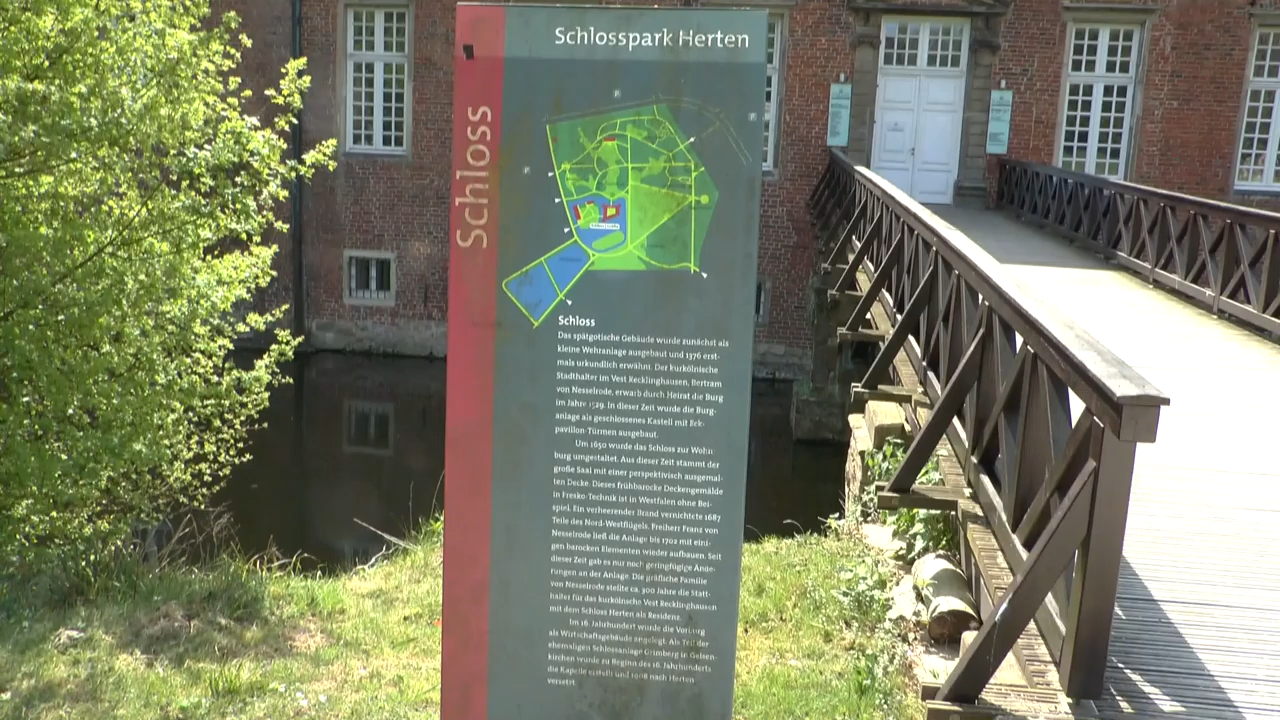 Schlosspark Herten
Schloss
Schloss
Das spätgotische Gebäude wurde zunächst als
kleine Wehranlage ausgebaut und 1376 erst-
mals urkundlich erwähnt. Der kurkölnische
Stadthalter im Vest Recklinghausen, Bertram
von Nesselrode, erwarb durch Heirat die Burg
im Jahre 1529. In dieser Zeit wurde die Burg-
anlage als geschlossenes Kastell mit Eck-
pavillon-Türmen ausgebaut.
Um 1650 wurde das Schloss zur Wohn
burg umgestaltet. Aus dieser Zeit stammt der
große Saal mit einer perspektivisch ausgemal-
ten Decke. Dieses frühbarocke Deckengemälde
in Fresko-Technik ist in Westfalen ohne Bei-
spiel. Ein verheerender Brand vernichtete 1687
Teile des Nord-Westflügels. Freiherr Franz von
Nesselrode ließ die Anlage bis 1702 mit eini-
gen barocken Elementen wieder aufbauen. Seit
dieser Zeit gab es nur noch geringfügige Ände-
rungen an der Anlage. Die gräfliche Familie
von Nesselrode stellte ca. 300 Jahre die Statt-
halter für das kurkölnische Vest Recklinghausen
mit dem Schloss Herten als Residenz.
Im 16. Jahrhundert wurde die Vorburg
als Wirtschaftsgebäude angelegt. Als Teil der
ehemaligen Schlossanlage Grimberg in Gelsen-
kirchen wurde zu Beginn des 16. Jahrhunderts
die Kapelle erstellt und 1908 nach Herten
versetzt.